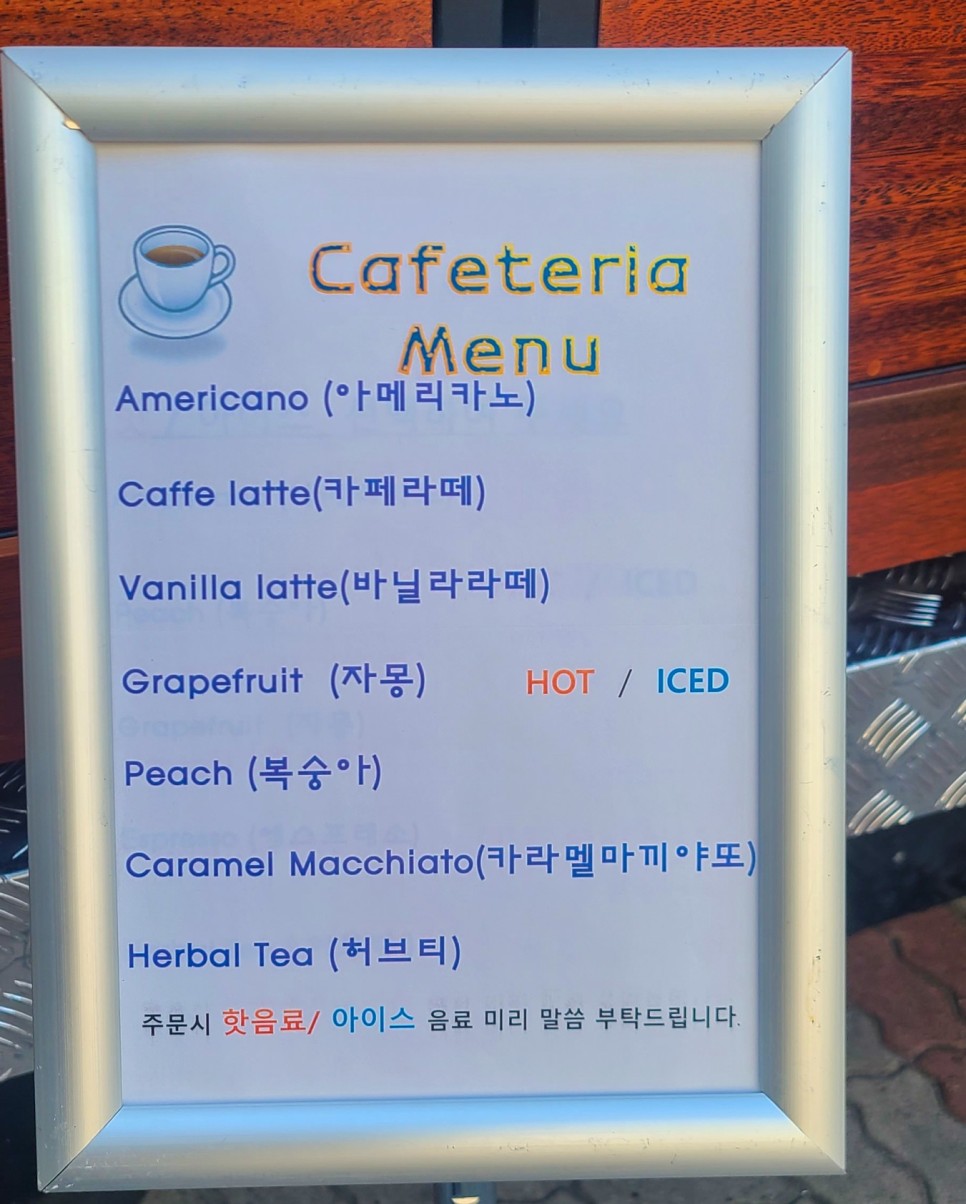 Cafeteria
Menu
Americano (아메리카노)
Caffe latte(카페라떼)
Vanilla latte(바닐라라떼)
Grapefruit (자몽) HOT / ICED
Peach (복숭아)
Caramel Macchiato(카라멜마끼야또)
Herbal Tea (허브티)
주문시 핫음료/ 아이스 음료 미리 말씀 부탁드립니다.